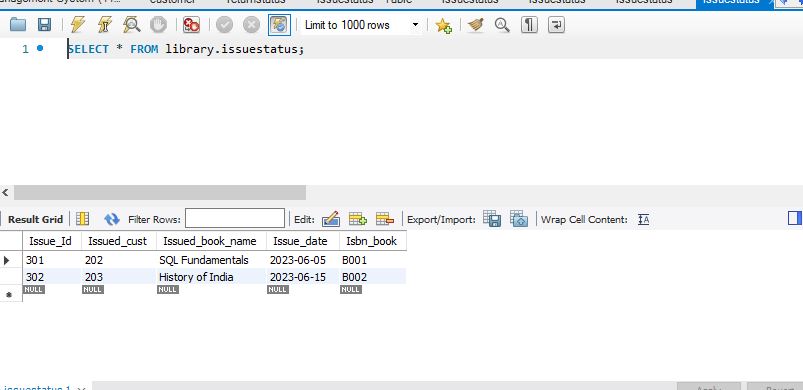 Customer
returnstatus
issuestatus - Table
issuestatus
issuestatus
issuestatus
issuestatus
Limit to 1000 rows
1
SELECT * FROM library.issuestatus;
Result Grid
Filter Rows:
Edit:
Export/Import:
Wrap Cell Content:
Issue_Id Issued_cust Issued_book_name Issue_date Isbn_book
301 202 SQL Fundamentals 2023-06-05 B001
302 203 History of India 2023-06-15 B002
NULL NULL NULL NULL NULL
issuestatus 1
Apply
Revert